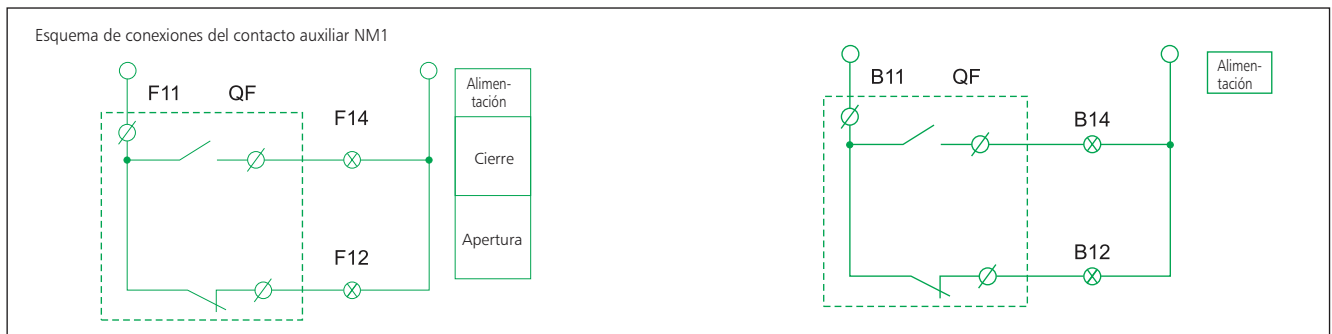 Esquema de conexiones del contacto auxiliar NM1
F11 QF
F14
F12
Alimen-
tación
Cierre
Apertura
B11 QF
B14
B12
Alimen-
tación